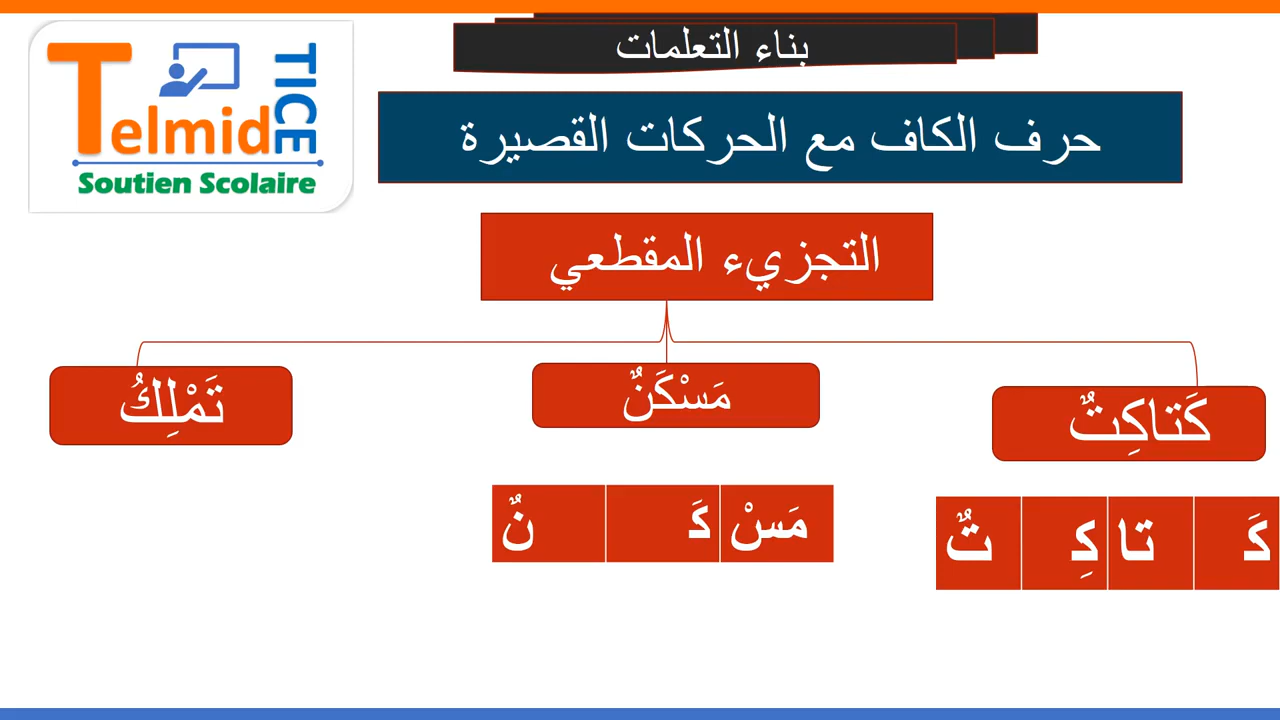 بناء التعلمات
Telmid TICE
Soutien Scolaire
حرف الكاف مع الحركات القصيرة
التجزيء المقطعي
كَتاكِتٌ
مَسْكَنٌ
تَمْلِكُ
كَ تا كِ تٌ
مَسْ كَ نٌ